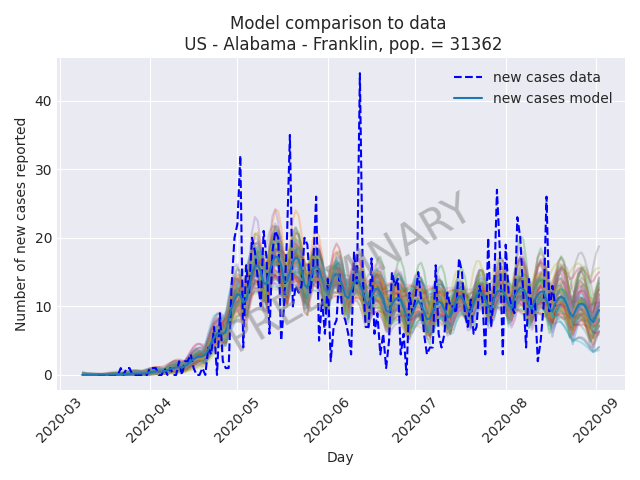 Model comparison to data
US - Alabama - Franklin, pop. = 31362
new cases data
new cases model
PRELIMINARY
Number of new cases reported
40
30
20
10
0
2020-03
2020-04
2020-05
2020-06
2020-07
2020-08
2020-09
Day